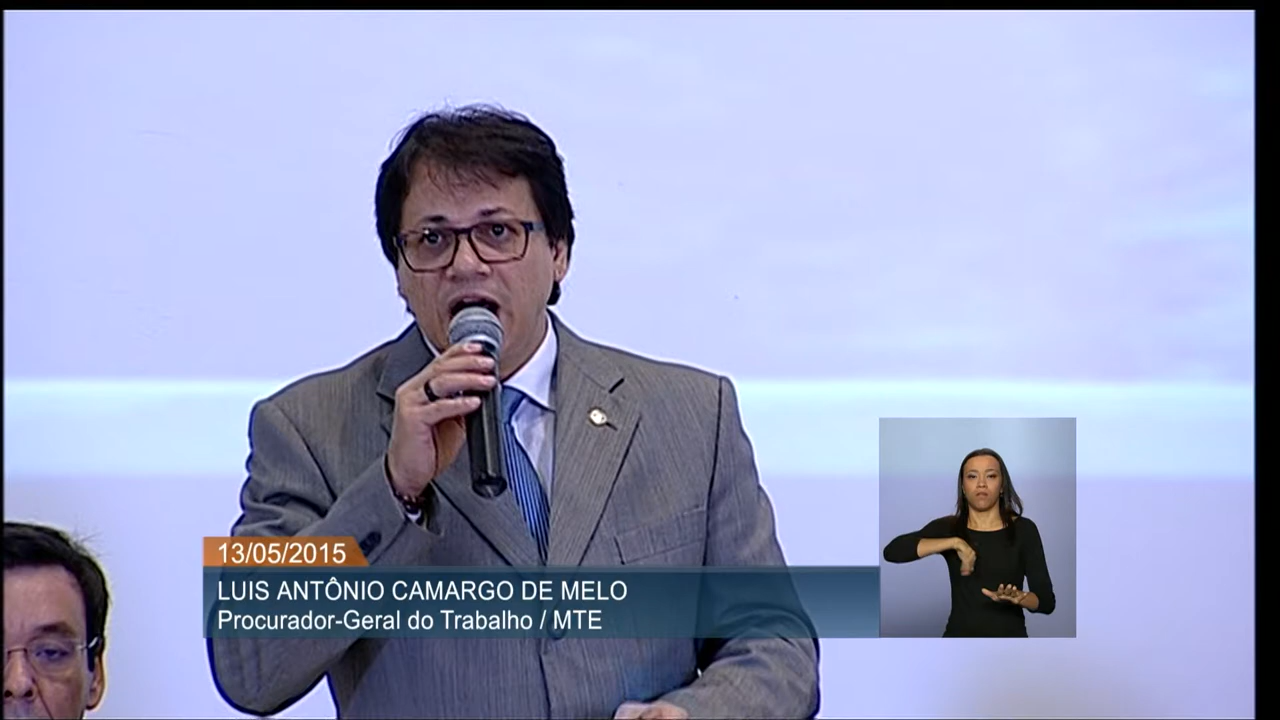 13/05/2015
LUIS ANTÔNIO CAMARGO DE MELO
Procurador-Geral do Trabalho / MTE